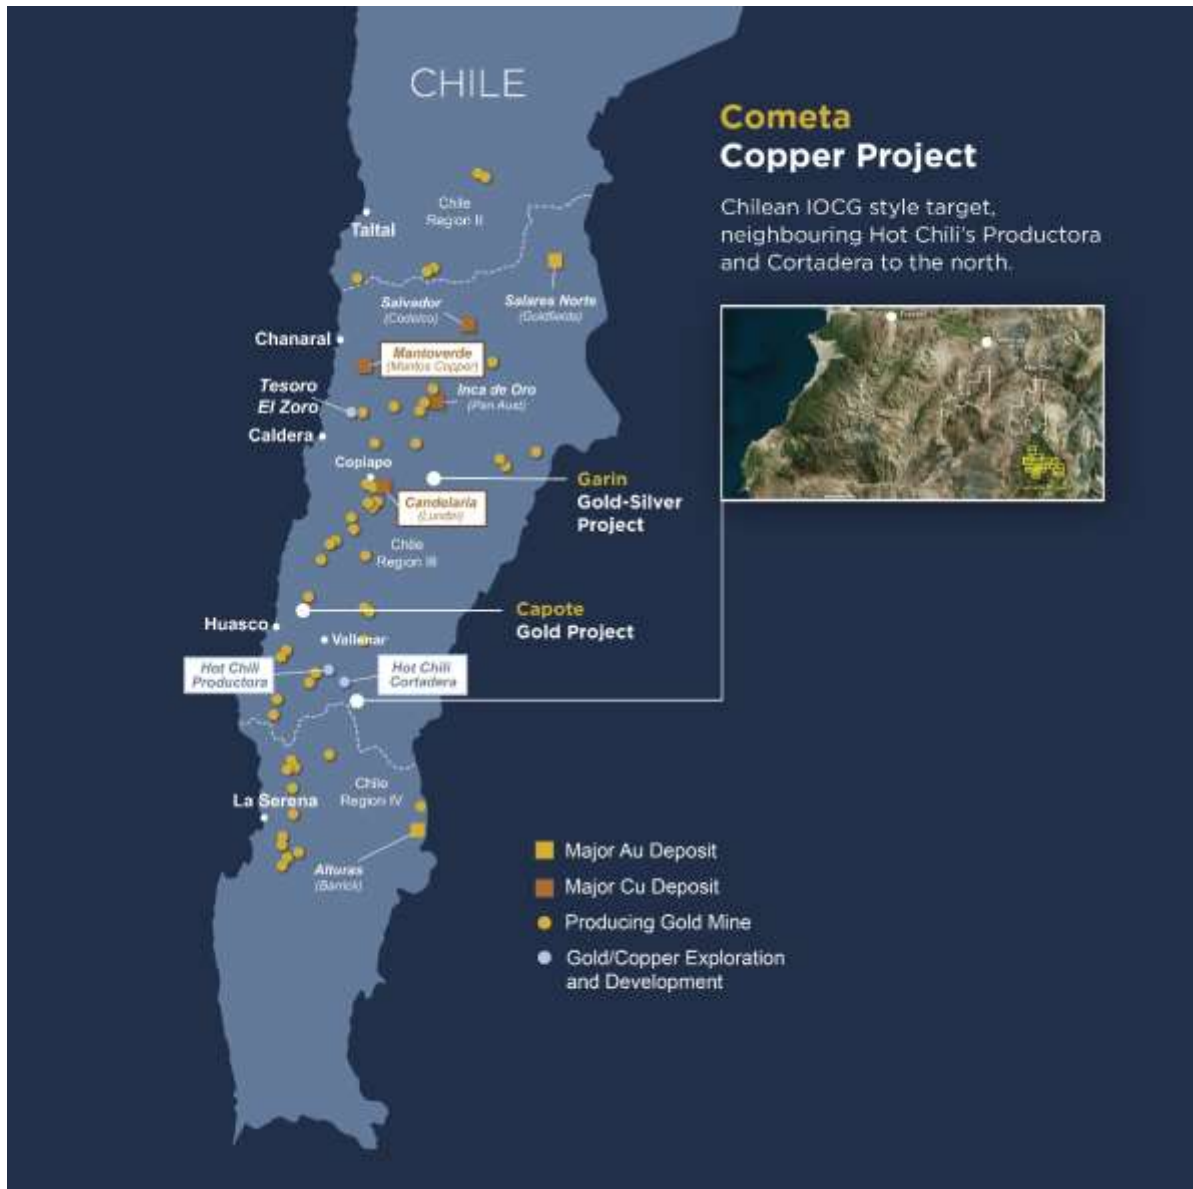 CHILE
Cometa
Copper Project
Chilean IOCG style target,
neighbouring Hot Chili's Productora
and Cortadera to the north.
Chile
Region II
Taltal
Salvador
(Codelco)
Salares Norte
(Goldfields)
Chanaral
Mantoverde
(Mantos Copper)
Tesoro
El Zorro
Inca de Oro
(Pan Aust)
Caldera
Copiapo
Garin
Gold-Silver
Project
Candelaria
(Lundin)
Chile
Region III
Capote
Gold Project
Huasco
Vallenar
Hot Chili
Productora
Hot Chili
Cortadera
Chile
Region IV
La Serena
Alturas
(Barrick)
Major Au Deposit
Major Cu Deposit
Producing Gold Mine
Gold/Copper Exploration
and Development